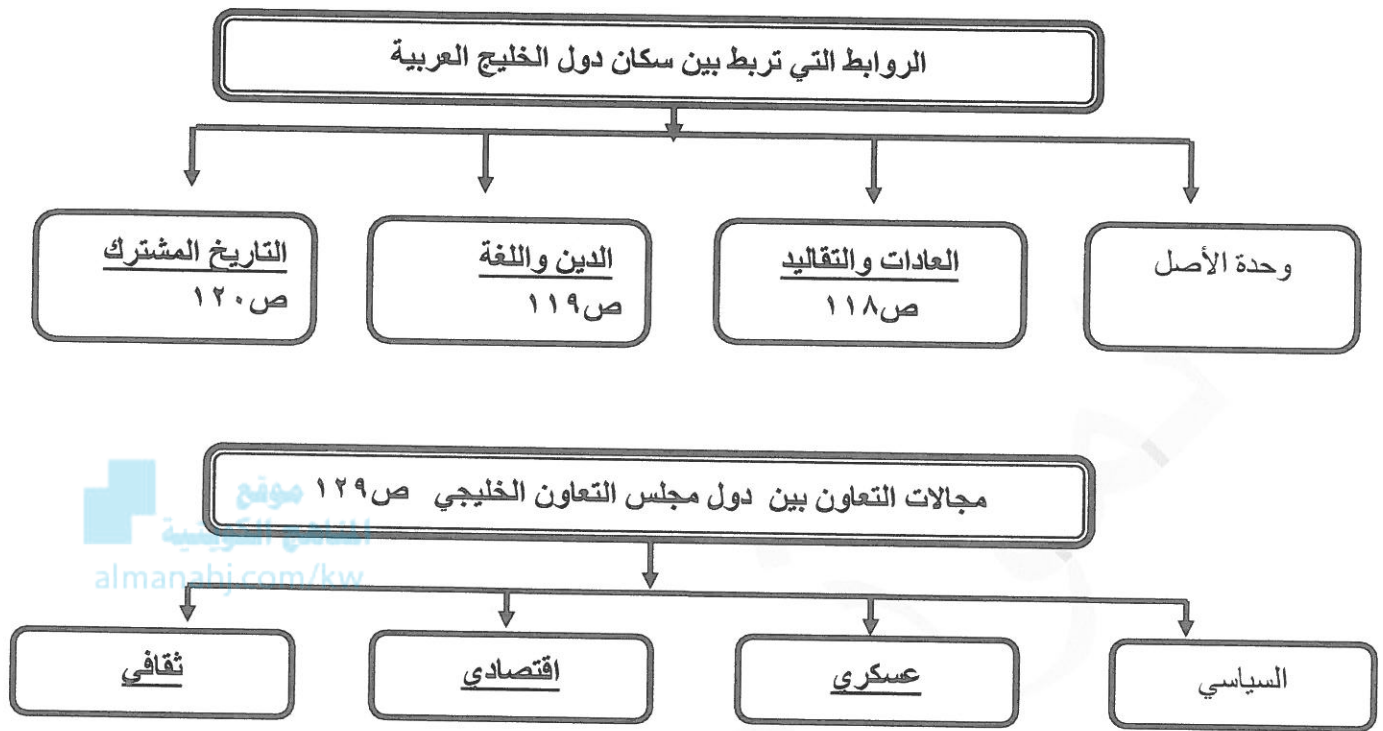 الروابط التي تربط بين سكان دول الخليج العربية
وحدة الأصل
العادات والتقاليد
ص١١٨
الدين واللغة
ص١١٩
التاريخ المشترك
ص١٢٠
مجالات التعاون بين دول مجلس التعاون الخليجي ص١٢٩
موقع
المناهج الكويتية
almanahj.com/kw
السياسي
عسكري
اقتصادي
ثقافي